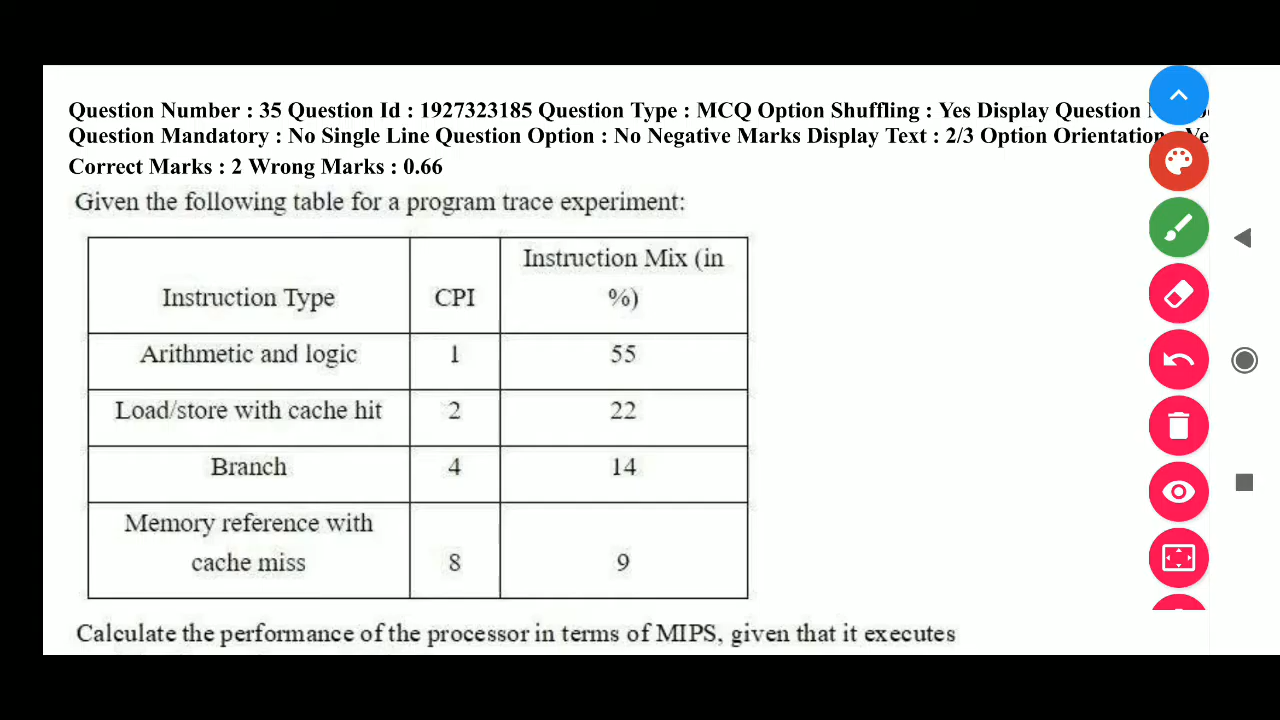 Question Number : 35 Question Id : 1927323185 Question Type : MCQ Option Shuffling : Yes Display Question
Question Mandatory : No Single Line Question Option : No Negative Marks Display Text : 2/3 Option Orientation
Correct Marks : 2 Wrong Marks : 0.66
Given the following table for a program trace experiment:
Instruction Type CPI Instruction Mix (in %)
Arithmetic and logic 1 55
Load/store with cache hit 2 22
Branch 4 14
Memory reference with cache miss 8 9
Calculate the performance of the processor in terms of MIPS, given that it executes